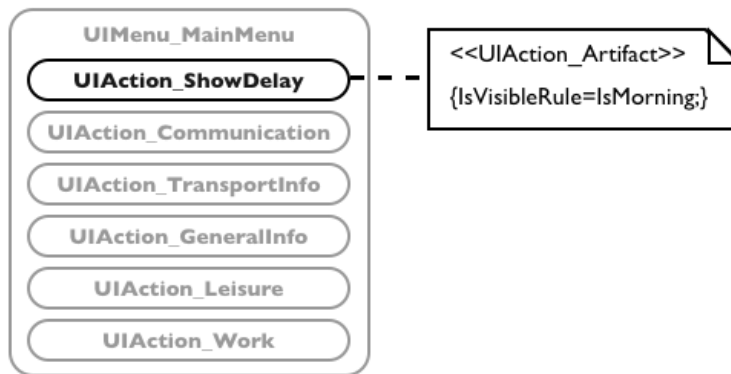 UIMenu_MainMenu
UIAction_ShowDelay
<<UIAction_Artifact>>
{IsVisibleRule=IsMorning;}
UIAction_Communication
UIAction_TransportInfo
UIAction_GeneralInfo
UIAction_Leisure
UIAction_Work